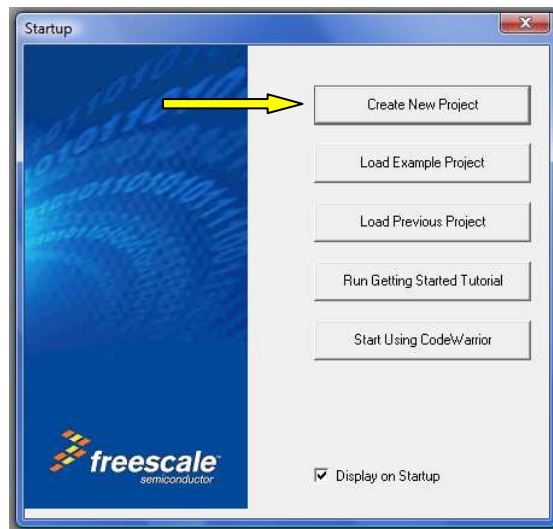 Startup
Create New Project
Load Example Project
Load Previous Project
Run Getting Started Tutorial
Start Using CodeWarrior
freescale
semiconductor
Display on Startup